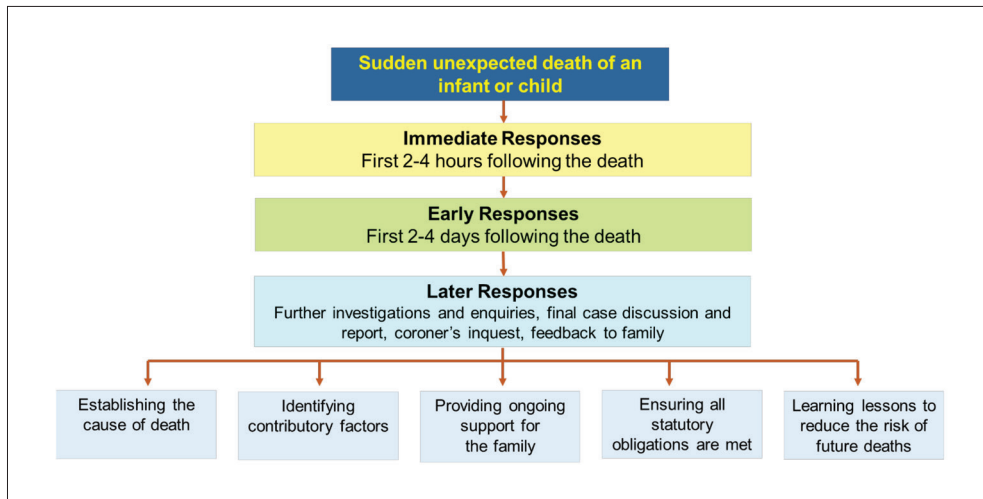 Sudden unexpected death of an
infant or child
Immediate Responses
First 2-4 hours following the death
Early Responses
First 2-4 days following the death
Later Responses
Further investigations and enquiries, final case discussion and
report, coroner's inquest, feedback to family
Establishing the
cause of death
Identifying
contributory factors
Providing ongoing
support for
the family
Ensuring all
statutory
obligations are met
Learning lessons to
reduce the risk of
future deaths